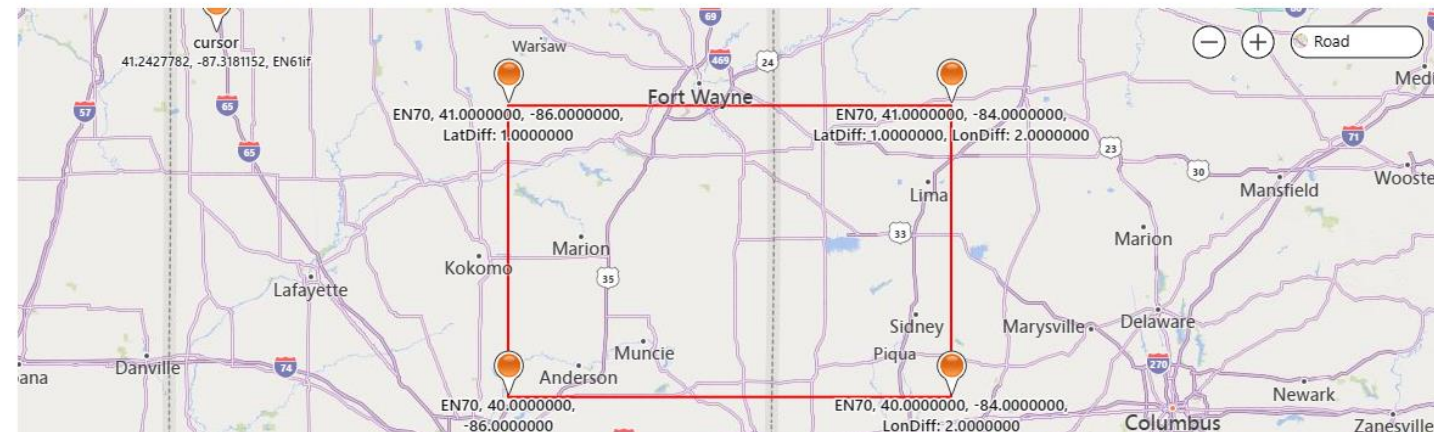 69
cursor
Warsaw
Road
41.2427782, -87.3181152, EN61if
469
24
Fort Wayne
57
65
EN70, 41.0000000, -86.0000000,
LatDiff: 1.0000000
EN70, 41.0000000, -84.0000000,
LatDiff: 1.0000000, LonDiff: 2.0000000
71
65
23
30
Mansfield
Lima
33
Marion
Marion
Kokomo
35
Lafayette
Sidney
Marysville
Delaware
Muncie
Piqua
Danville
74
Anderson
270
Newark
EN70, 40.0000000,
-86.0000000
EN70, 40.0000000, -84.0000000,
LonDiff: 2.0000000
Columbus
Zanesville